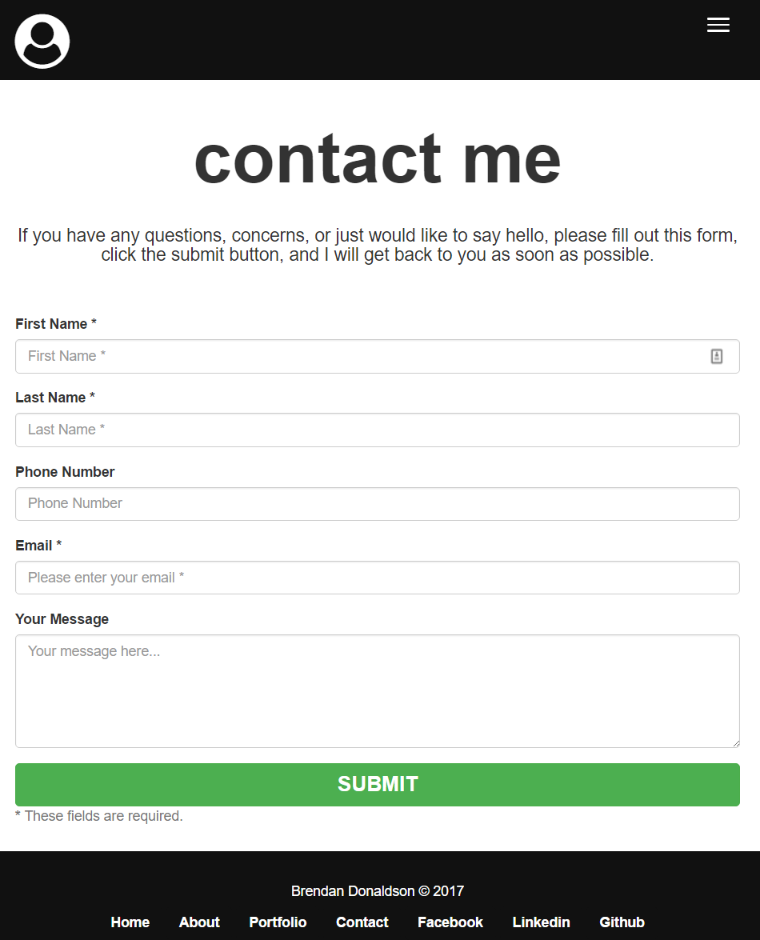 contact me
If you have any questions, concerns, or just would like to say hello, please fill out this form,
click the submit button, and I will get back to you as soon as possible.
First Name *
First Name *
Last Name *
Last Name *
Phone Number
Phone Number
Email *
Please enter your email *
Your Message
Your message here...
SUBMIT
* These fields are required.
Brendan Donaldson © 2017
Home About Portfolio Contact Facebook Linkedin Github